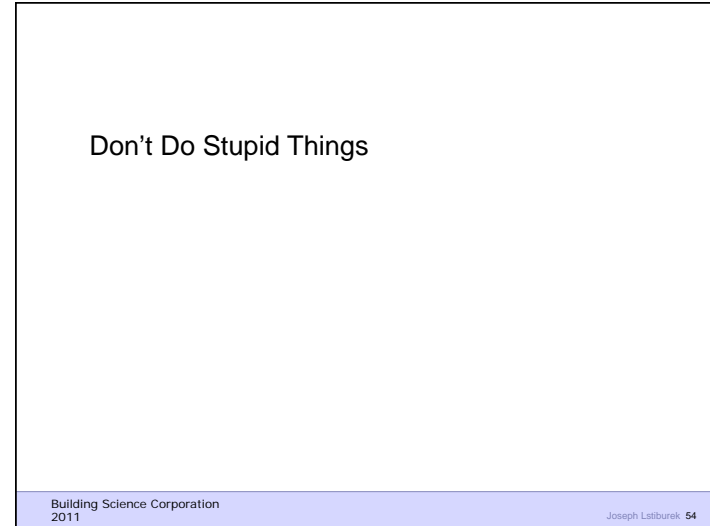 Don't Do Stupid Things
Building Science Corporation
2011
Joseph Lstiburek 54